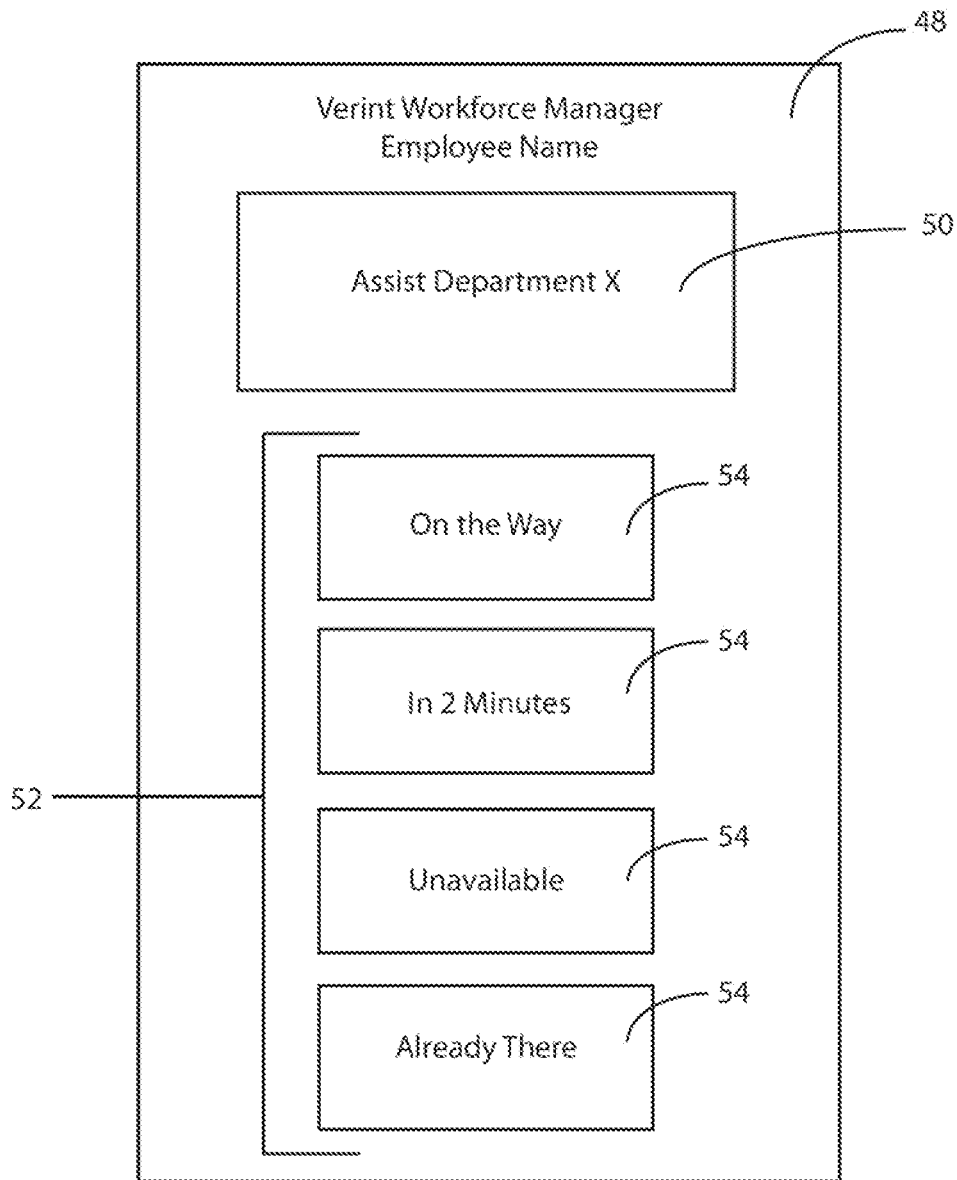 48
Verint Workforce Manager
Employee Name
50
Assist Department X
54
On the Way
54
In 2 Minutes
52
54
Unavailable
54
Already There